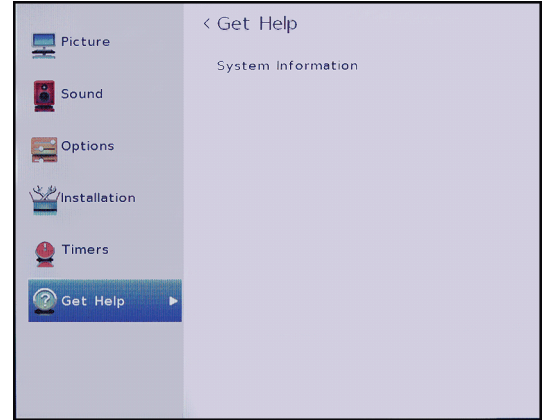 Picture
Sound
Options
Installation
Timers
Get Help
< Get Help
System Information